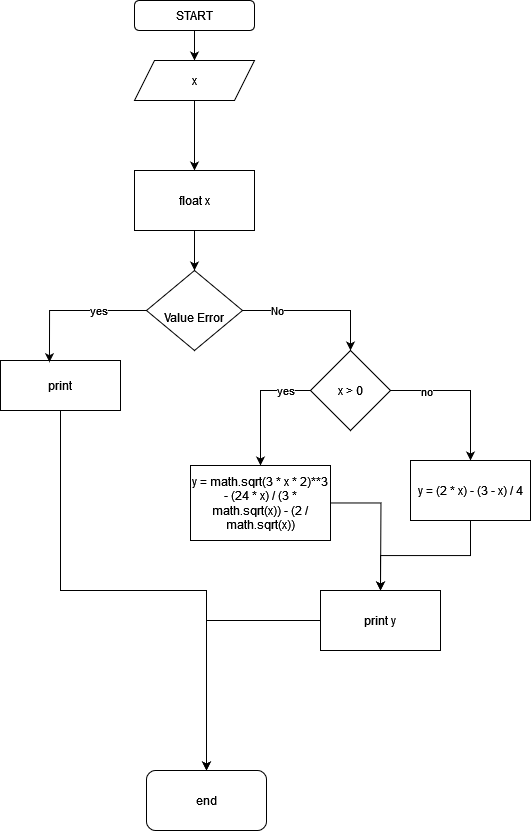 START
x
float x
Value Error
yes
No
print
x > 0
yes
no
y = math.sqrt(3 * x * 2)**3
- (24 * x) / (3 *
math.sqrt(x)) - (2 /
math.sqrt(x))
y = (2 * x) - (3 - x) / 4
print y
end